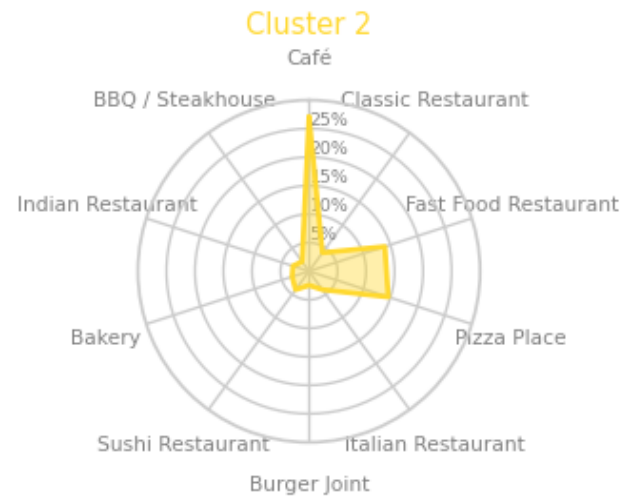 Cluster 2
Café
BBQ / Steakhouse
Classic Restaurant
25%
20%
15%
10%
5%
Indian Restaurant
Fast Food Restaurant
Bakery
Pizza Place
Sushi Restaurant
Italian Restaurant
Burger Joint